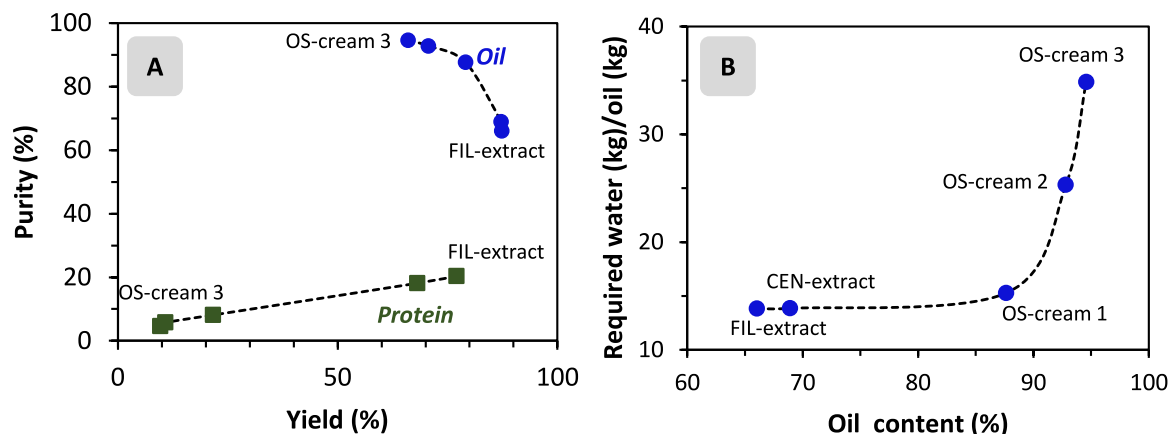 A
Purity (%)
100
80
60
40
20
0
OS-cream 3
Oil
FIL-extract
FIL-extract
OS-cream 3
Protein
0
50
100
Yield (%)
B
Required water (kg)/oil (kg)
40
30
20
10
OS-cream 3
OS-cream 2
CEN-extract
FIL-extract
OS-cream 1
60
70
80
90
100
Oil content (%)